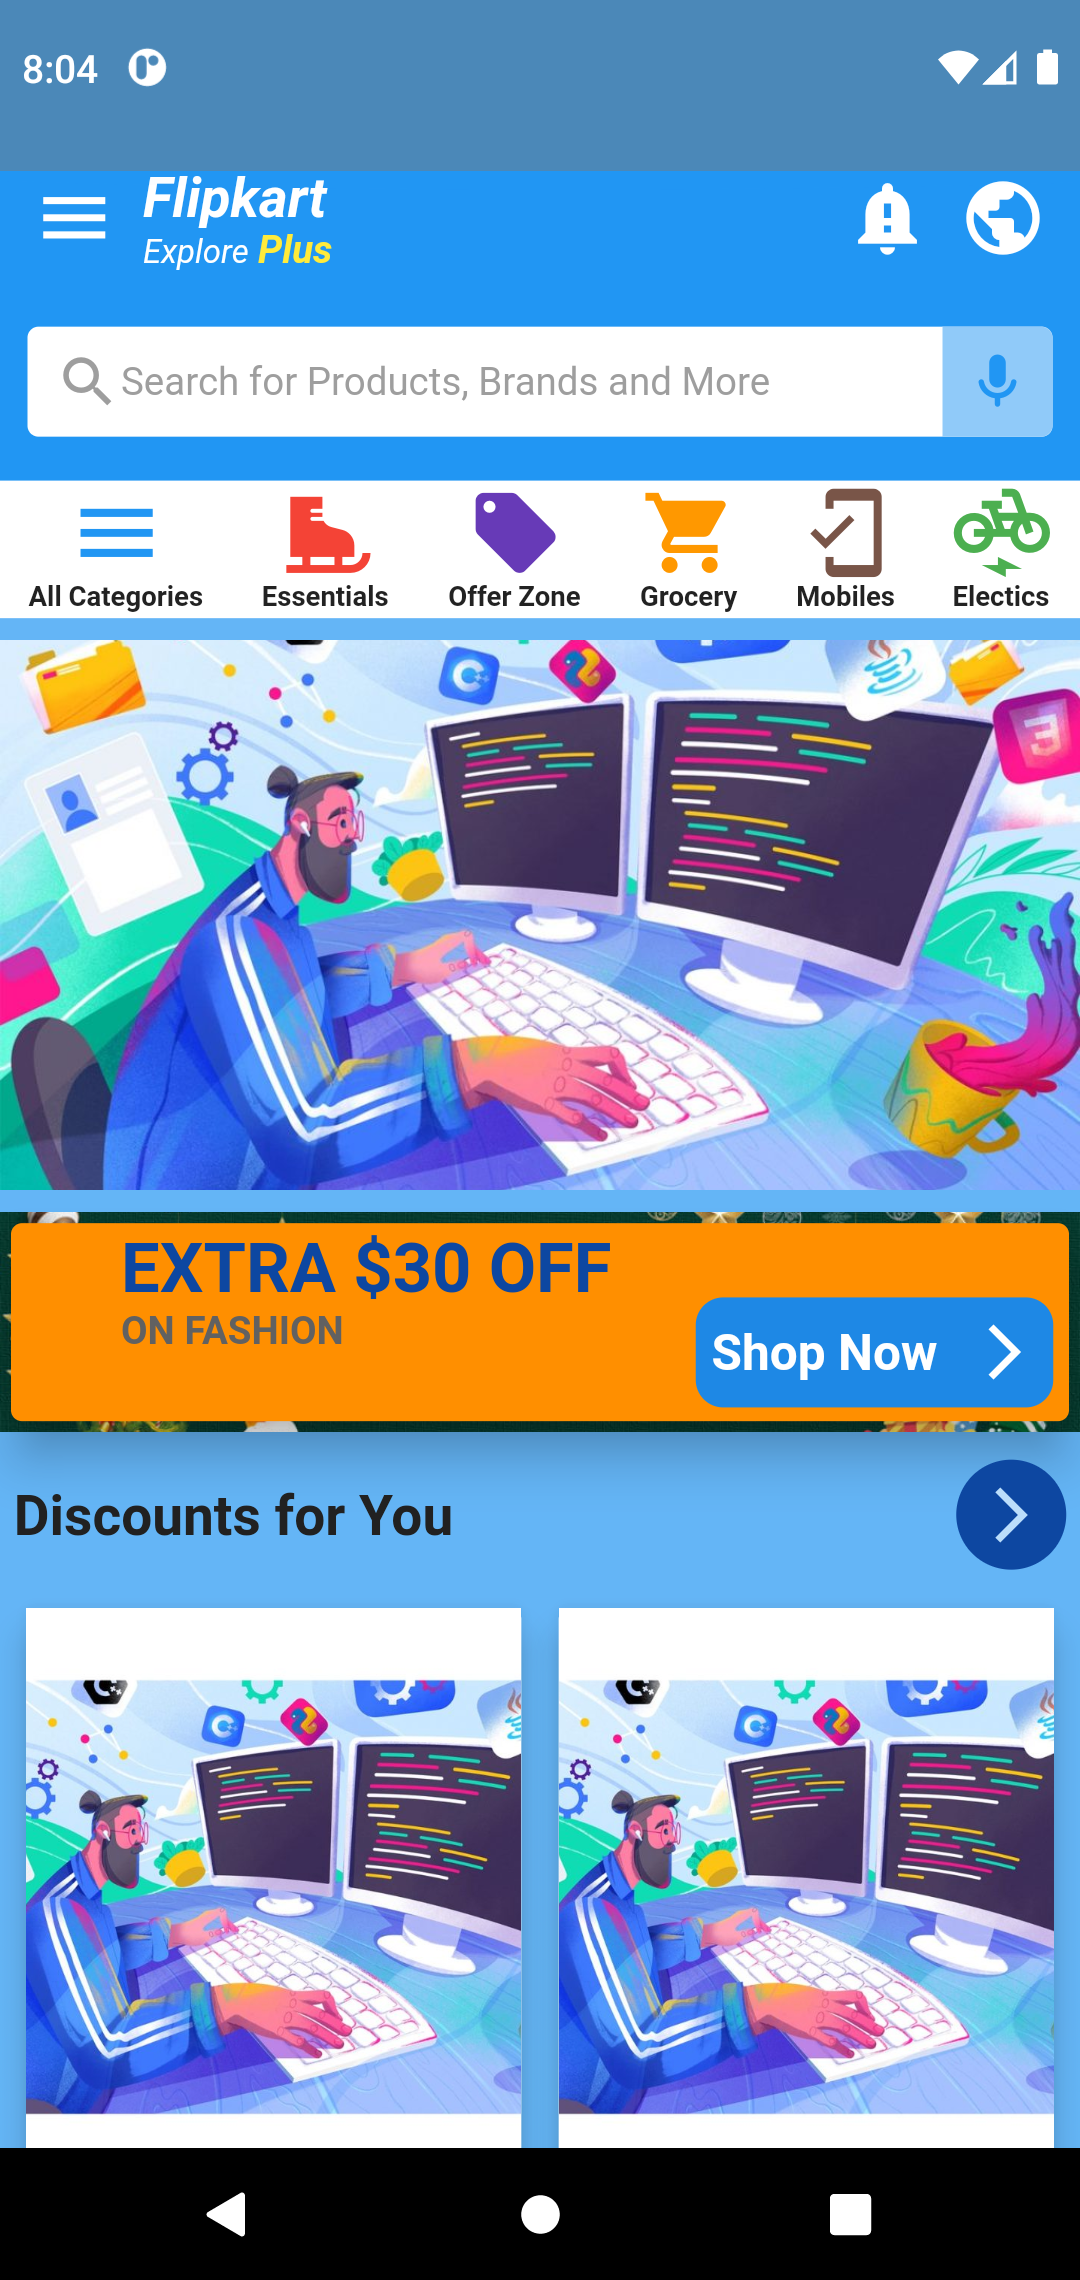 8:04
Flipkart
Explore Plus
Search for Products, Brands and More
All Categories
Essentials
Offer Zone
Grocery
Mobiles
Electics
EXTRA $30 OFF
ON FASHION
Shop Now
Discounts for You